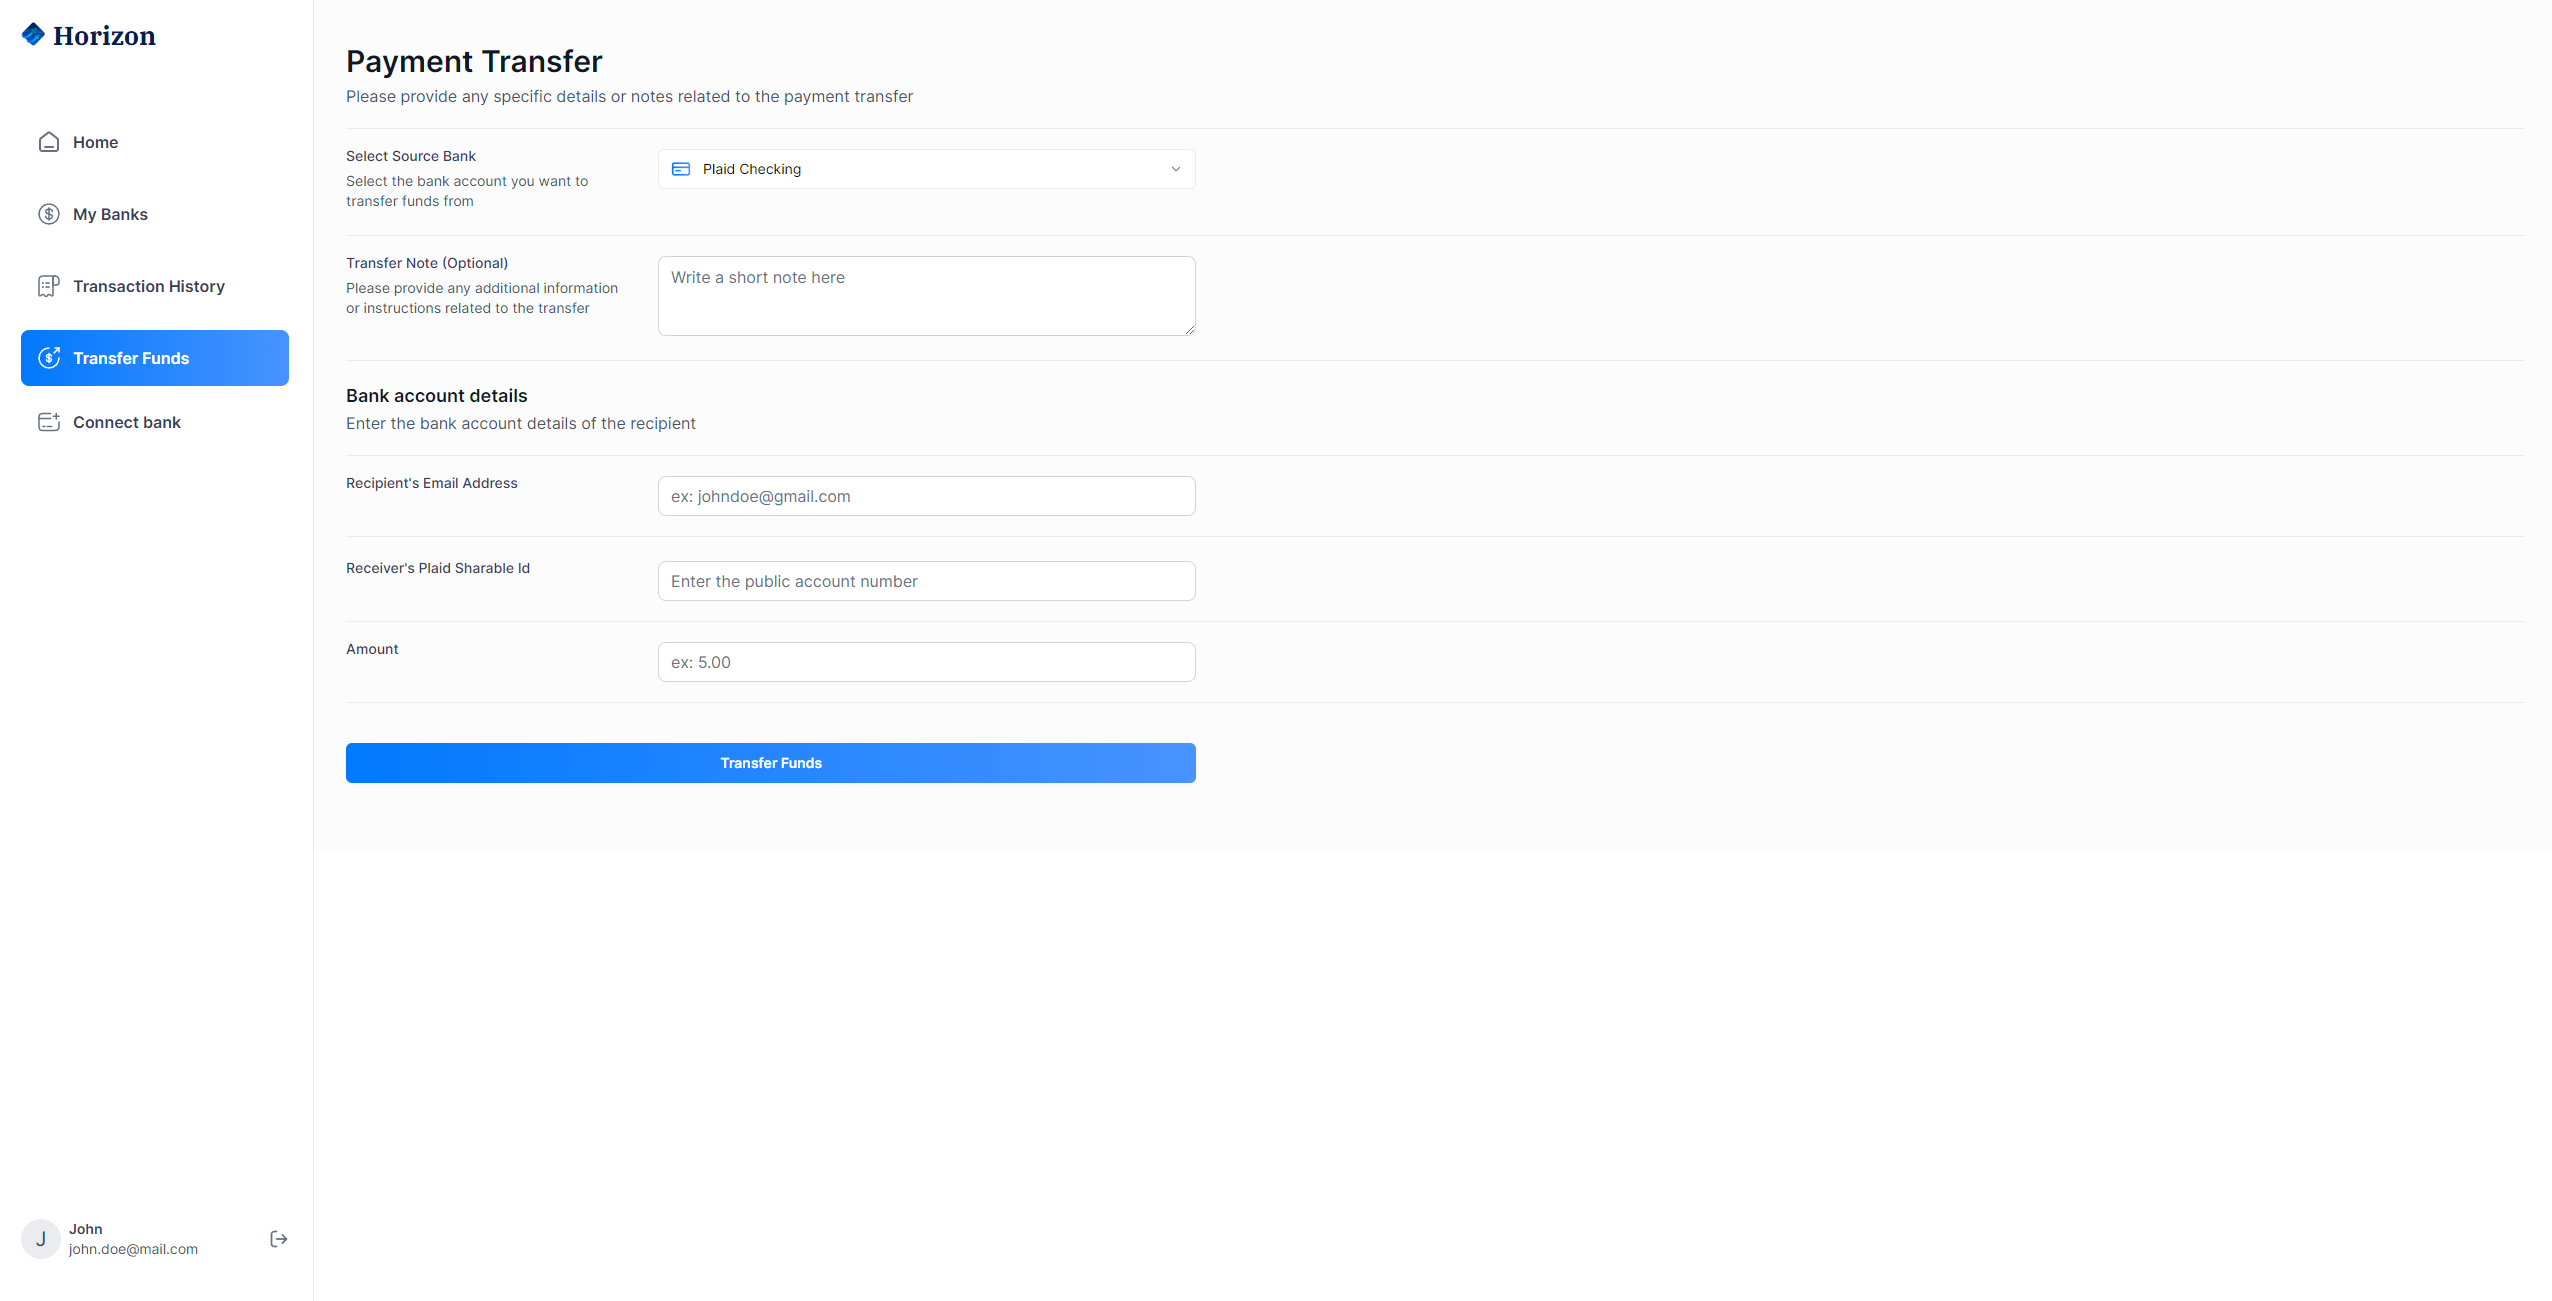 Horizon
Home
My Banks
Transaction History
Transfer Funds
Connect bank
John
J
john.doe@mail.com
Payment Transfer
Please provide any specific details or notes related to the payment transfer
Select Source Bank
Select the bank account you want to
transfer funds from
Plaid Checking
Transfer Note (Optional)
Please provide any additional information
or instructions related to the transfer
Write a short note here
Bank account details
Enter the bank account details of the recipient
Recipient's Email Address
ex: johndoe@gmail.com
Receiver's Plaid Sharable Id
Enter the public account number
Amount
ex: 5.00
Transfer Funds